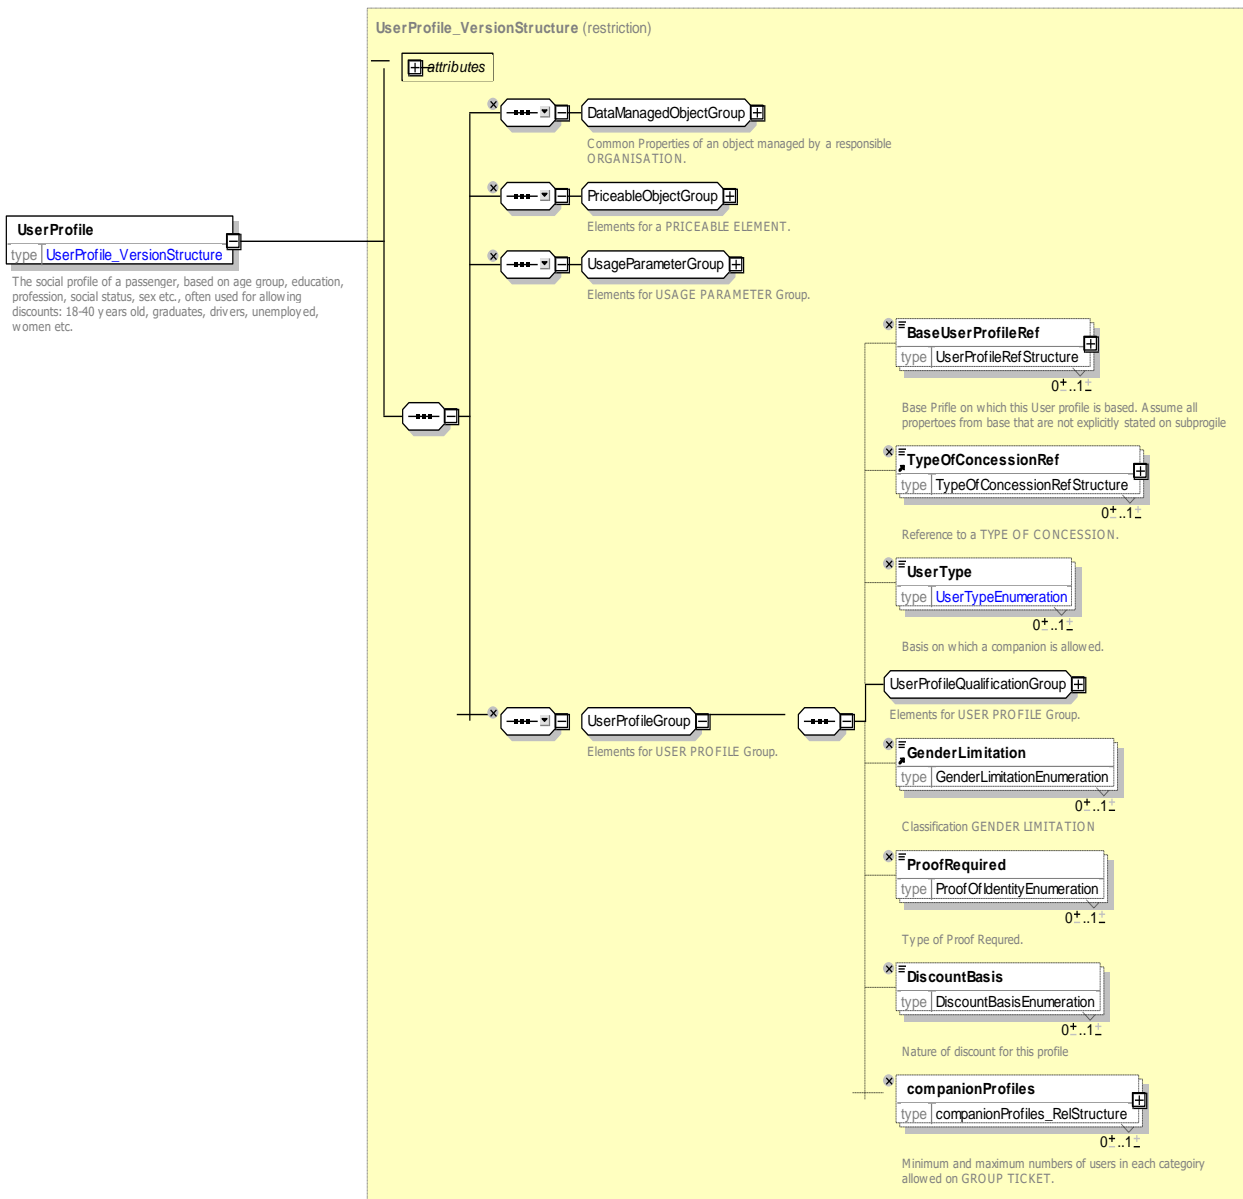 UserProfile_VersionStructure (restriction)
attributes
DataManagedObjectGroup
Common Properties of an object managed by a responsible
ORGANISATION.
PriceableObjectGroup
Elements for a PRICEABLE ELEMENT.
UserProfile
type UserProfile_VersionStructure
The social profile of a passenger, based on age group, education,
profession, social status, sex etc., often used for allowing
discounts: 18-40 years old, graduates, drivers, unemployed,
women etc.
UsageParameterGroup
Elements for USAGE PARAMETER Group.
BaseUserProfileRef
type UserProfileRefStructure
0..1
Base Prifle on which this User profile is based. Assume all
propertoes from base that are not explicitly stated on subprogile
TypeOfConcessionRef
type TypeOfConcessionRefStructure
0..1
Reference to a TYPE OF CONCESSION.
UserType
type UserTypeEnumeration
0..1
Basis on which a companion is allowed.
UserProfileQualificationGroup
Elements for USER PROFILE Group.
UserProfileGroup
Elements for USER PROFILE Group.
GenderLimitation
type GenderLimitationEnumeration
0..1
Classification GENDER LIMITATION
ProofRequired
type ProofOfIdentityEnumeration
0..1
Type of Proof Requred.
DiscountBasis
type DiscountBasisEnumeration
0..1
Nature of discount for this profile
companionProfiles
type companionProfiles_RelStructure
0..1
Minimum and maximum numbers of users in each categoiry
allowed on GROUP TICKET.